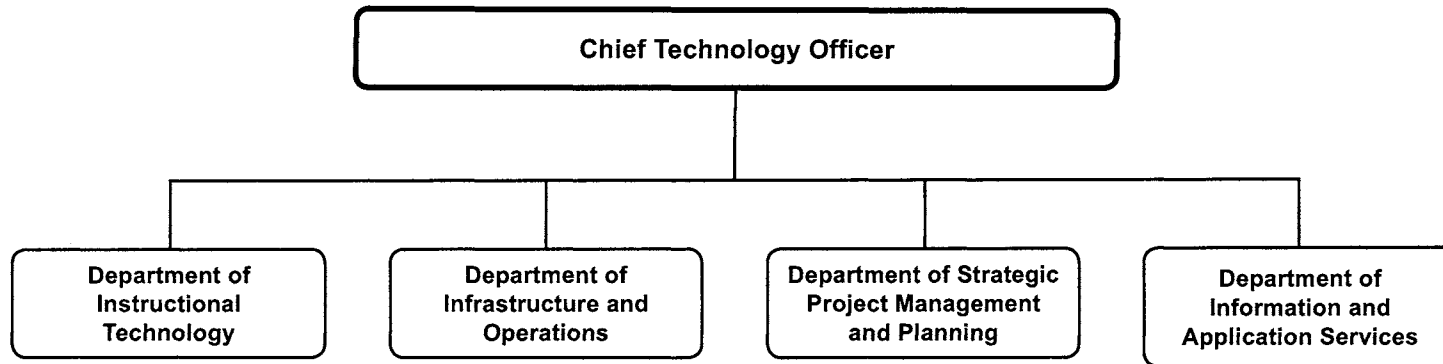 Chief Technology Officer
Department of
Instructional
Technology
Department of
Infrastructure and
Operations
Department of Strategic
Project Management
and Planning
Department of
Information and
Application Services